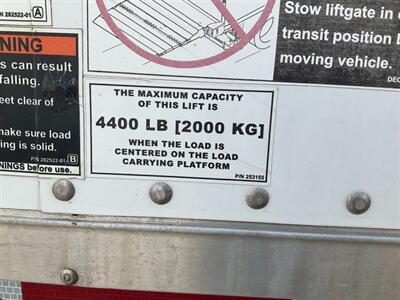 P/N 282522-01 A
NING
s can result
falling.
eet clear of
make sure load
ing is solid.
P/N 282522-01 B
NINGS before use.
Stow liftgate in
transit position
moving vehicle.
DEC
THE MAXIMUM CAPACITY
OF THIS LIFT IS
4400 LB [2000 KG]
WHEN THE LOAD IS
CENTERED ON THE LOAD
CARRYING PLATFORM
P/N 253155